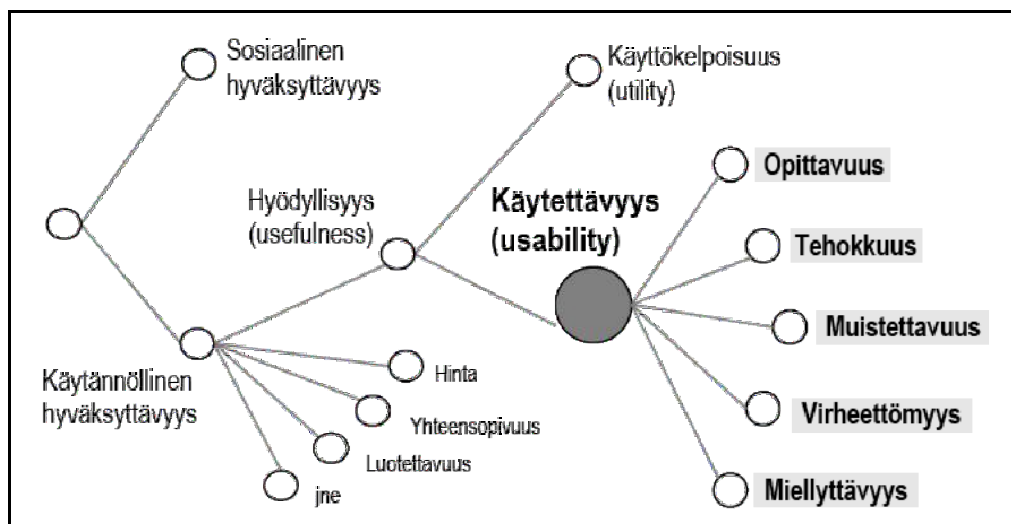 Sosiaalinen
hyväksyttävyys
Käyttökelpoisuus
(utility)
Hyödyllisyys
(usefulness)
Käytettävyys
(usability)
Opittavuus
Tehokkuus
Muistettavuus
Virheettömyys
Miellyttävyys
Käytännöllinen
hyväksyttävyys
Hinta
Yhteensopivuus
Luotettavuus
jne